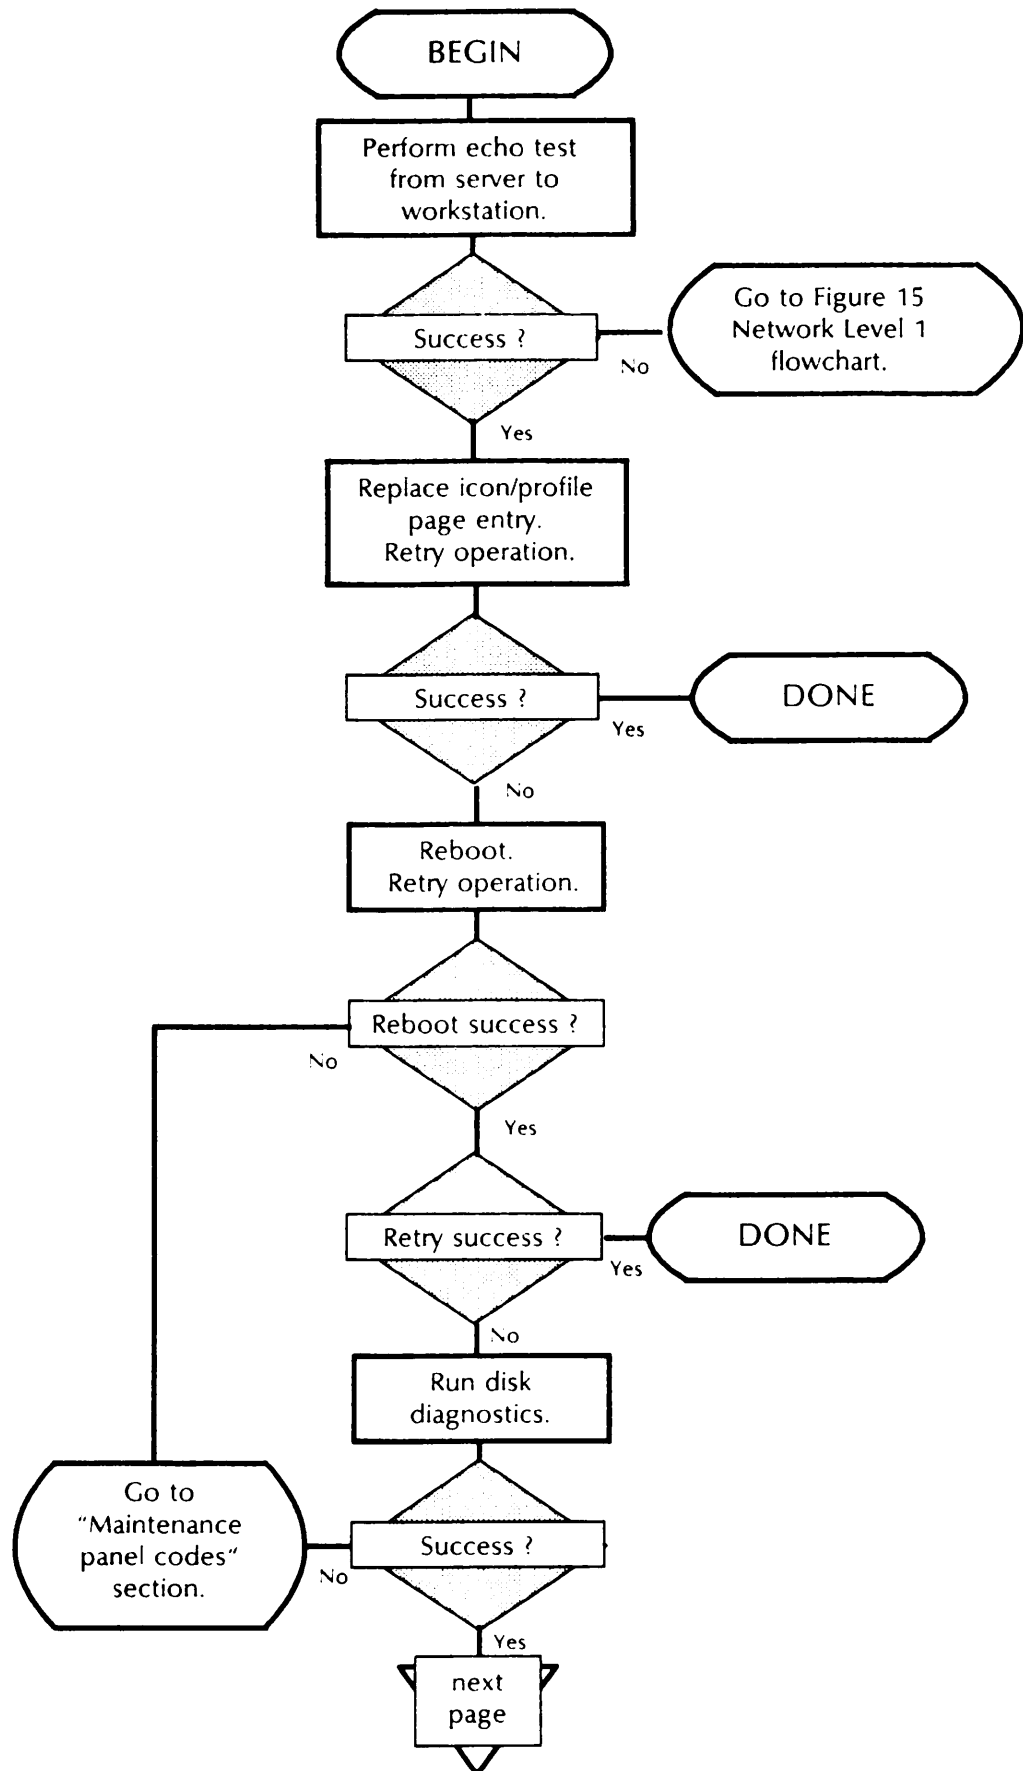 BEGIN
Perform echo test
from server to
workstation.
Success ?
No
Go to Figure 15
Network Level 1
flowchart.
Yes
Replace icon/profile
page entry.
Retry operation.
Success ?
Yes
DONE
No
Reboot.
Retry operation.
Reboot success ?
No
Yes
Retry success ?
Yes
DONE
No
Run disk
diagnostics.
Success ?
No
Go to
"Maintenance
panel codes"
section.
Yes
next
page